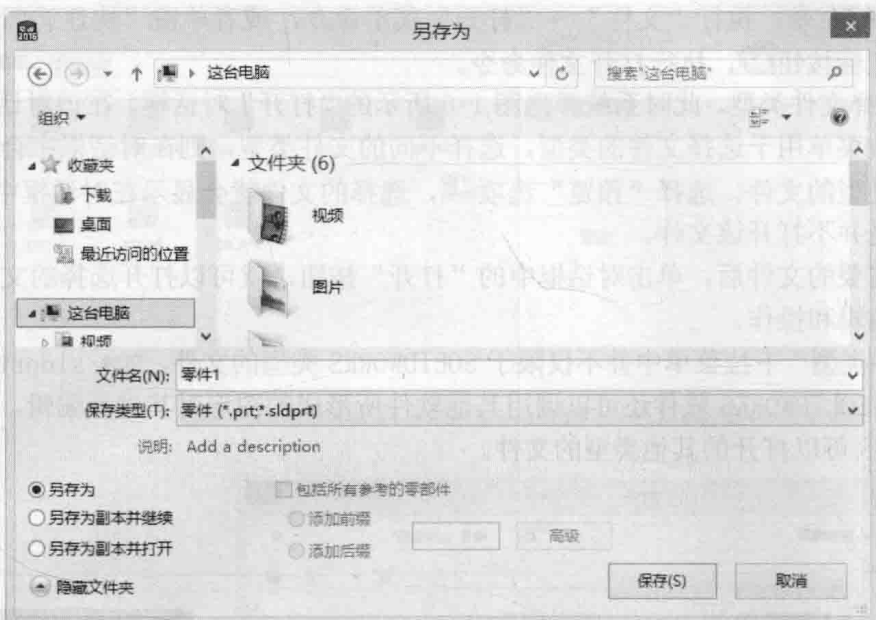 另存为
这台电脑
搜索"这台电脑"
组织
收藏夹
下载
桌面
最近访问的位置
这台电脑
视频
文件夹 (6)
视频
图片
文件名(N): 零件1
保存类型(T): 零件 (*.prt;*.sldprt)
说明: Add a description
另存为
另存为副本并继续
另存为副本并打开
包括所有参考的零部件
添加前缀
添加后缀
高级
隐藏文件夹
保存(S)
取消